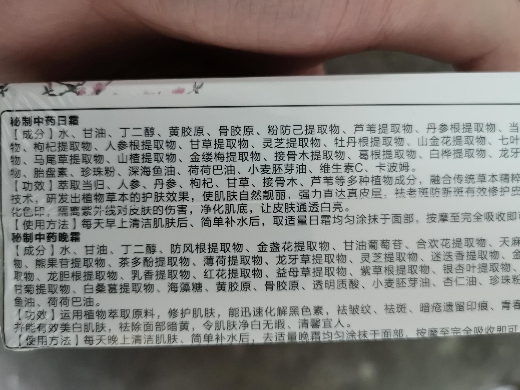 秘制中药日霜
【成分】水、甘油、丁二醇、黄胶原、骨胶原、粉防己提取物、芦苇提取物、丹参根提取物、当
物、枸杞提取物、人参根提取物、甘草提取物、灵芝提取物、牡丹根提取物、山金花提取物、七叶
物、马尾草提取物、山楂提取物、金缕梅提取物、接骨木提取物、葛根提取物、白桦提取物、龙牙
物、胎盘素、珍珠粉、深海鱼油、荷荷巴油、小麦胚芽油、维生素C、卡波姆。
【功效】萃取当归、人参、丹参、枸杞、甘草、接骨木、芦苇等多种植物成分，融合传统草本精粹
技术，研发出植物草本的护肤效果，使肌肤自然靓丽，强力直达真皮层，祛老斑防斑斑有效修护
化色印，隔离紫外线对皮肤的伤害，净化肌底，让皮肤通透白亮。
【使用方法】每天早上清洁肌肤后、简单补水后，取适量日霜均匀涂抹于面部、按摩至完全吸收即可
秘制中药晚霜
【成分】水、甘油、丁二醇、防风根提取物、金盏花提取物、甘油葡萄苷、合欢花提取物、天麻
物、熊果苷提取物、茶多酚提取物、薄荷提取物、龙牙草提取物、灵芝提取物、迷迭香提取物、金
取物、龙胆根提取物、乳香提取物、红花提取物、益母草提取物、紫草根提取物、银杏叶提取物、
甘菊提取物、白桑葚提取物、海藻糖、黄胶原、骨胶原、透明质酸、小麦胚芽油、杏仁油、珍珠粉
鱼油、荷荷巴油。
【功效】运用植物萃取原料，修护肌肤，能迅速化解黑色素，祛皱纹、祛斑、暗疮遗留印痕，青春
齐能有效美白肌肤，祛除面部暗黄，令肌肤净白无瑕、清馨宜人。
【使用方法】每天晚上清洁肌肤、简单补水后、去适量晚霜均匀涂抹于面部、按摩至完全吸收即可